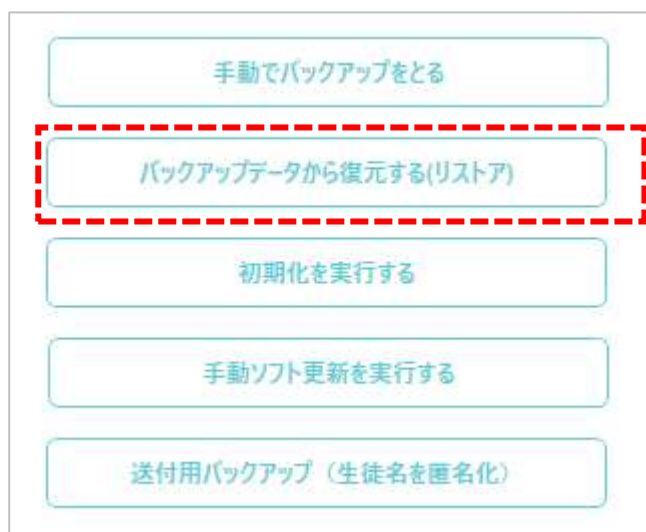 手動でバックアップをとる
バックアップデータから復元する(リストア)
初期化を実行する
手動ソフト更新を実行する
送付用バックアップ（生徒名を匿名化）